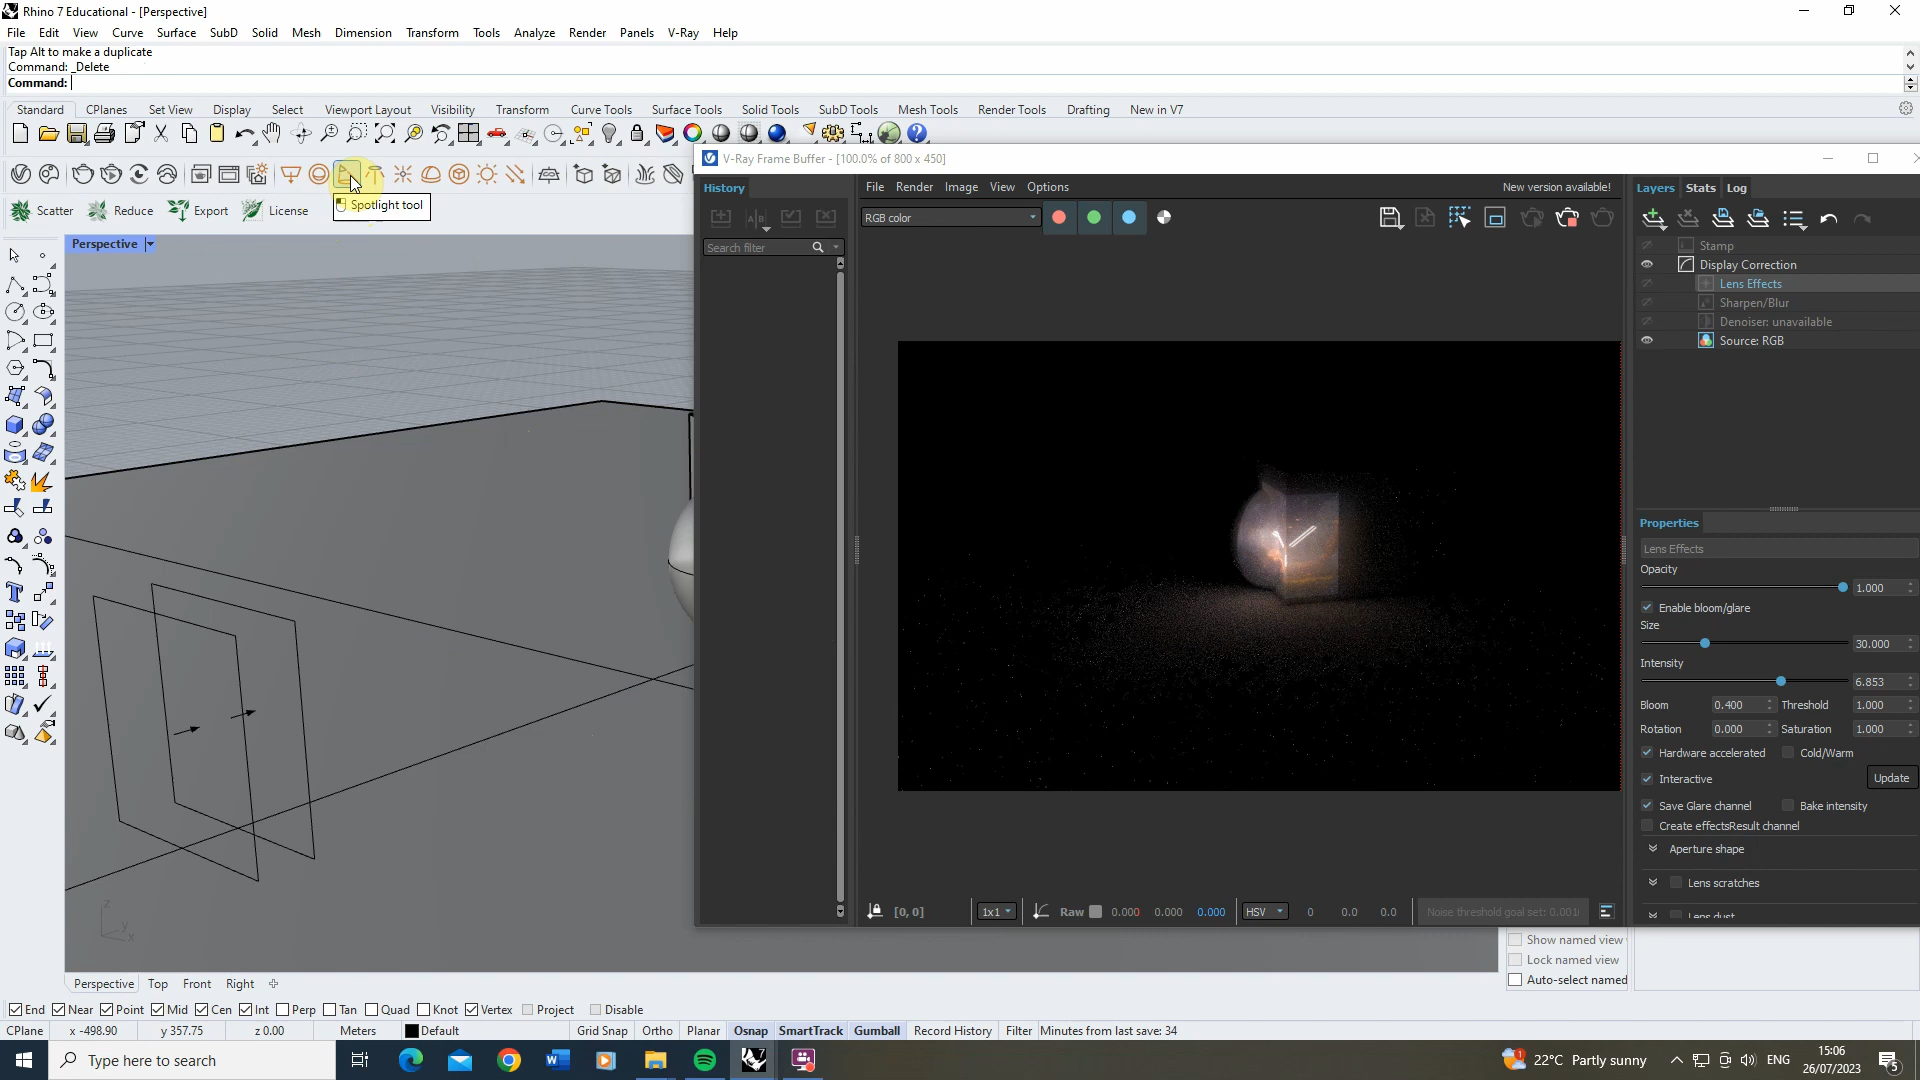 Rhino 7 Educational - [Perspective]
File Edit View Curve Surface SubD Solid Mesh Dimension Transform Tools Analyze Render Panels V-Ray Help
Tap Alt to make a duplicate
Command: _Delete
Command:
Standard CPlanes Set View Display Select Viewport Layout Visibility Transform Curve Tools Surface Tools Solid Tools SubD Tools Mesh Tools Render Tools Drafting New in V7
V-Ray Frame Buffer - [100.0% of 800 x 450]
History File Render Image View Options New version available! Layers Stats Log
Scatter Reduce Export License Spotlight tool
RGB color
Search filter
Perspective
Stamp
Display Correction
Lens Effects
Sharpen/Blur
Denoiser: unavailable
Source: RGB
Properties
Lens Effects
Opacity
1.000
Enable bloom/glare
Size
30.000
Intensity
6.853
Bloom 0.400 Threshold 1.000
Rotation 0.000 Saturation 1.000
Hardware accelerated Cold/Warm
Interactive Update
Save Glare channel Bake intensity
Create effectsResult channel
Aperture shape
Lens scratches
Lens dust
[0, 0] 1x1 Raw 0.000 0.000 0.000 HSV 0 0.0 0.0 Noise threshold goal set: 0.001
z
y
x
Show named view
Lock named view
Auto-select named
Perspective Top Front Right
End Near Point Mid Cen Int Perp Tan Quad Knot Vertex Project Disable
CPlane x -498.90 y 357.75 z 0.00 Meters Default Grid Snap Ortho Planar Osnap SmartTrack Gumball Record History Filter Minutes from last save: 34
Type here to search
22°C Partly sunny ENG 15:06
26/07/2023
5